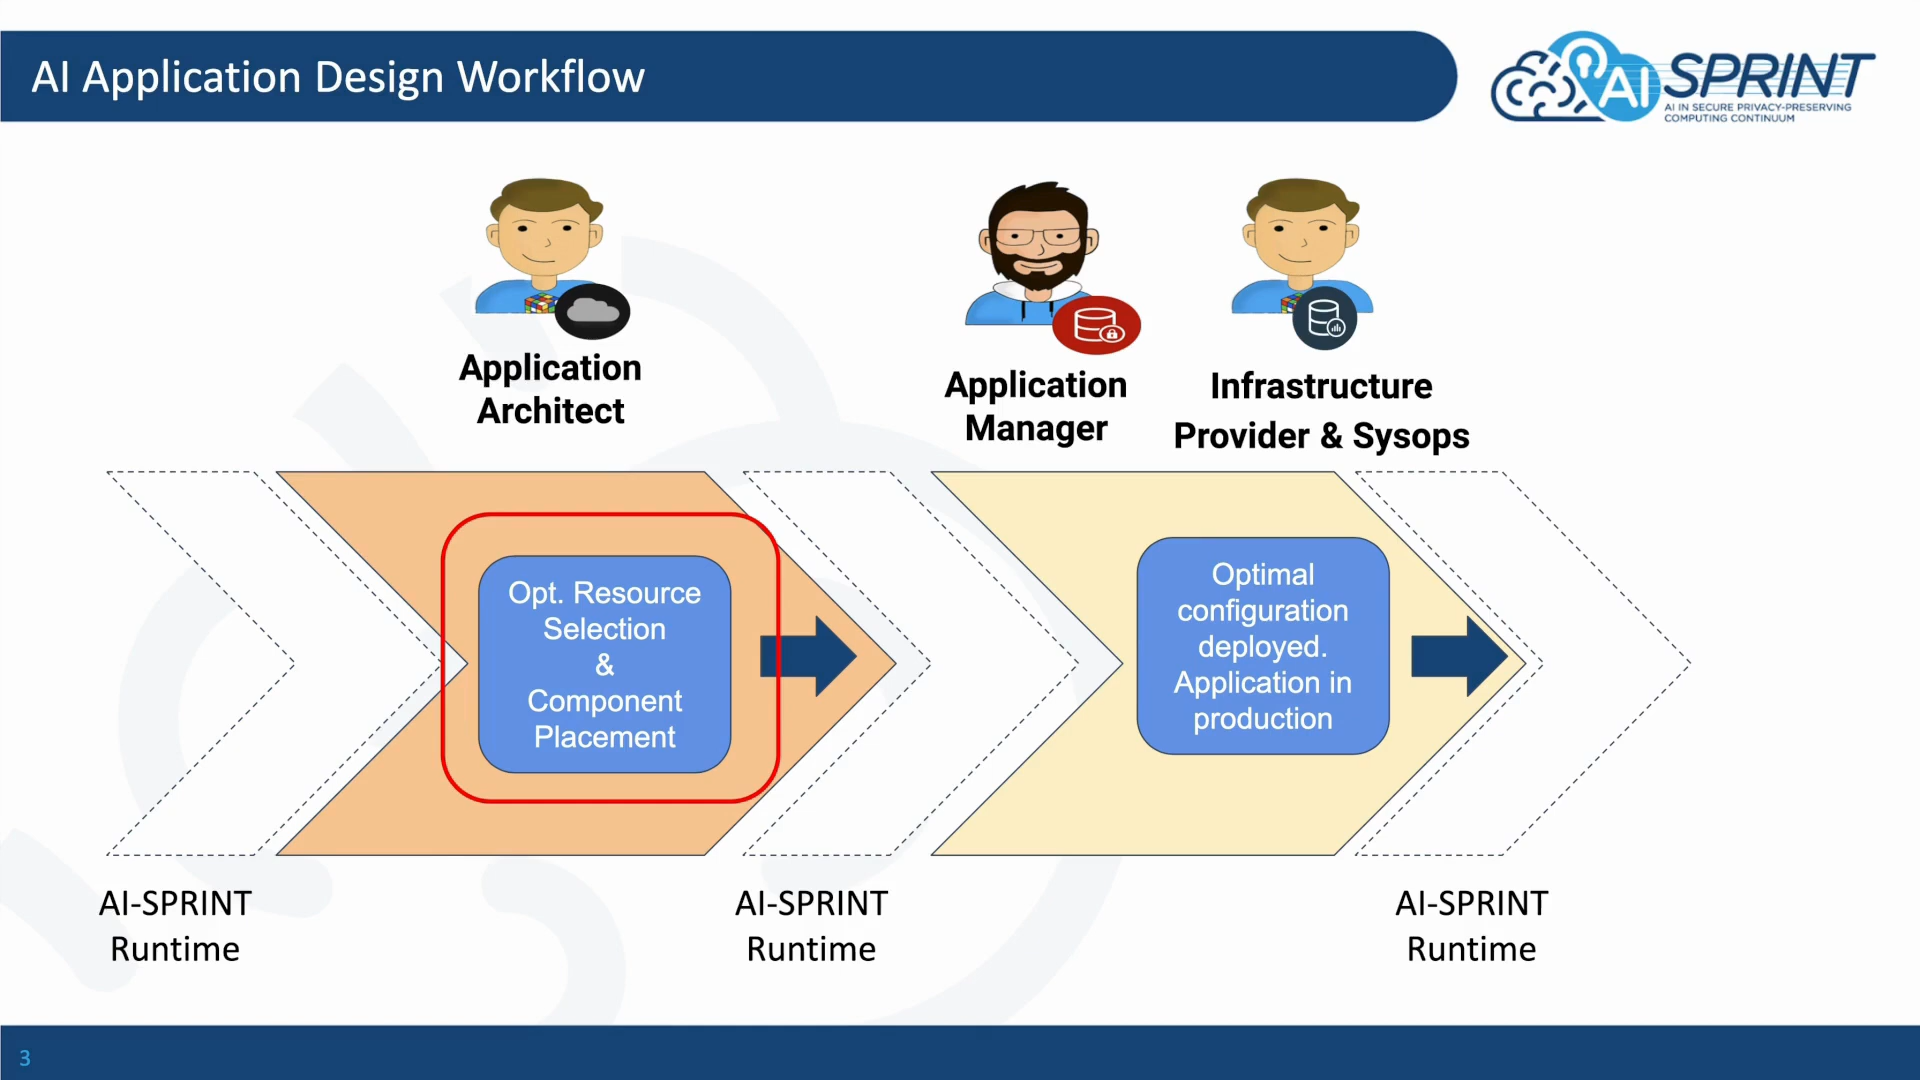 AI Application Design Workflow
AI SPRINT
AI IN SECURE PRIVACY-PRESERVING
COMPUTING CONTINUUM
Application
Architect
Application
Manager
Infrastructure
Provider & Sysops
Opt. Resource
Selection
&
Component
Placement
Optimal
configuration
deployed.
Application in
production
AI-SPRINT
Runtime
AI-SPRINT
Runtime
AI-SPRINT
Runtime
3